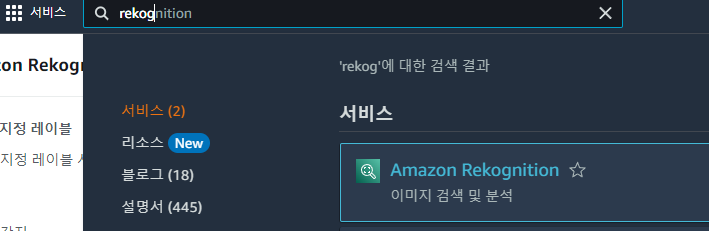 서비스
rekognition
on Rekogn
'rekog'에 대한 검색 결과
지정 레이블
지정 레이블
서비스 (2)
리소스 New
블로그 (18)
설명서 (445)
서비스
Amazon Rekognition
이미지 검색 및 분석